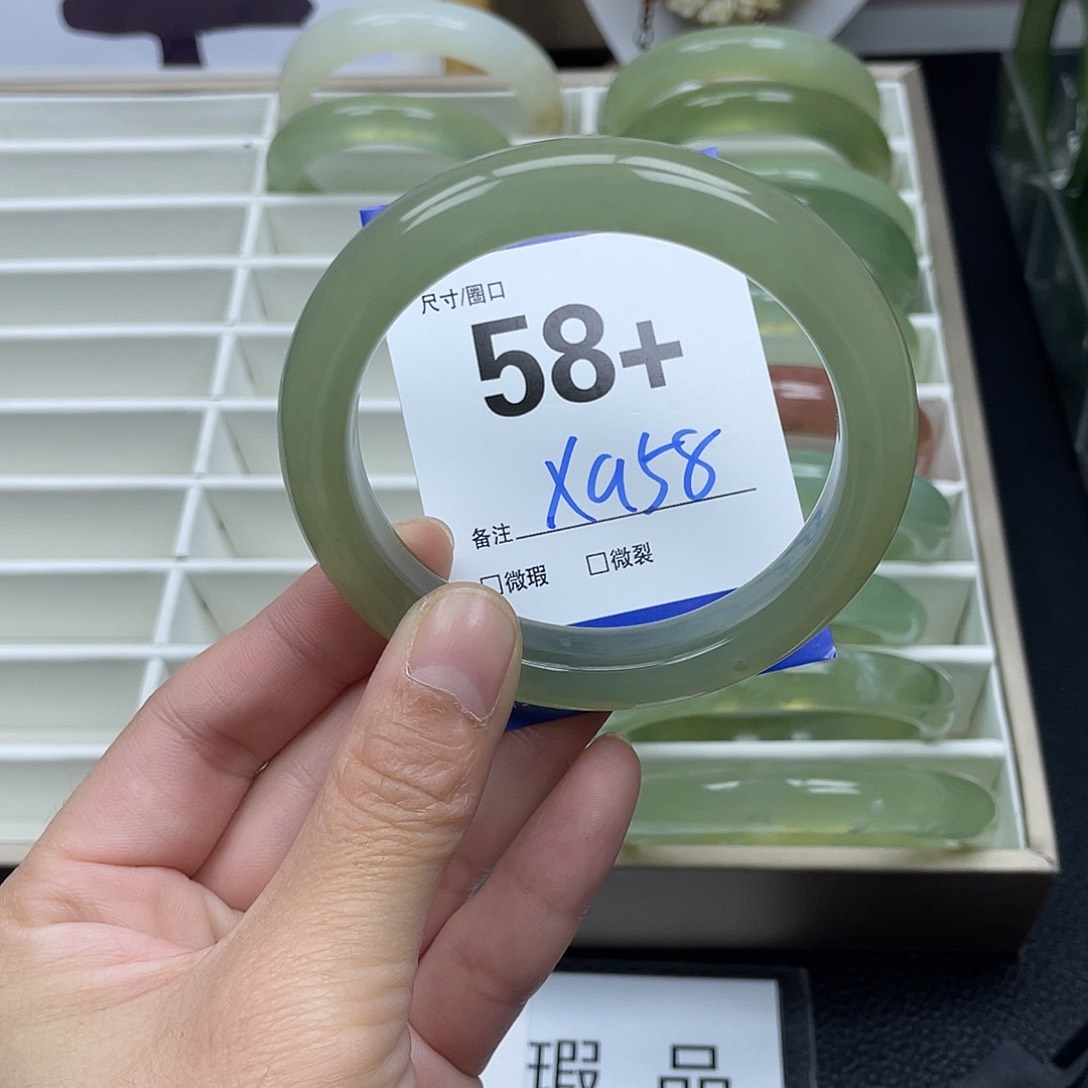 尺寸/圈口
58+
Xa58
备注
□微瑕 □微裂
瑕 品